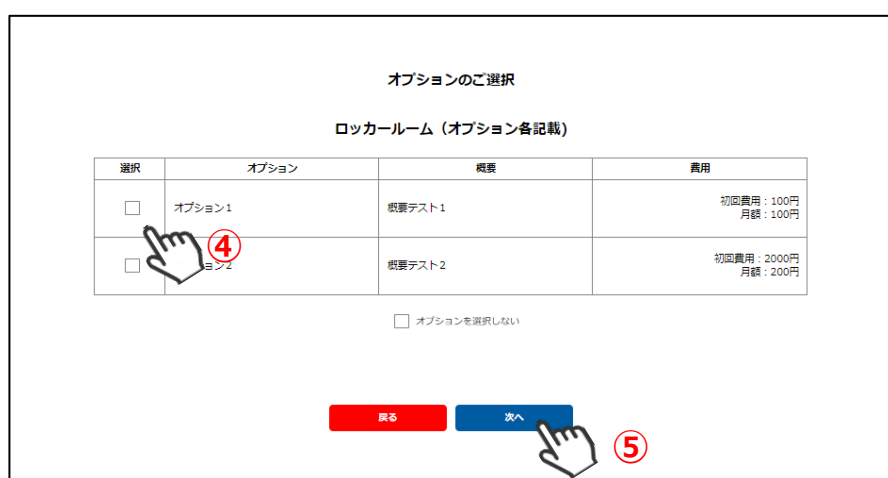 オプションのご選択
ロッカールーム（オプション各記載)
選択 オプション 概要 費用
オプション1 概要テスト1 初回費用：100円
月額：100円
④
ション2 概要テスト2 初回費用：2000円
月額：200円
オプションを選択しない
戻る 次へ
⑤